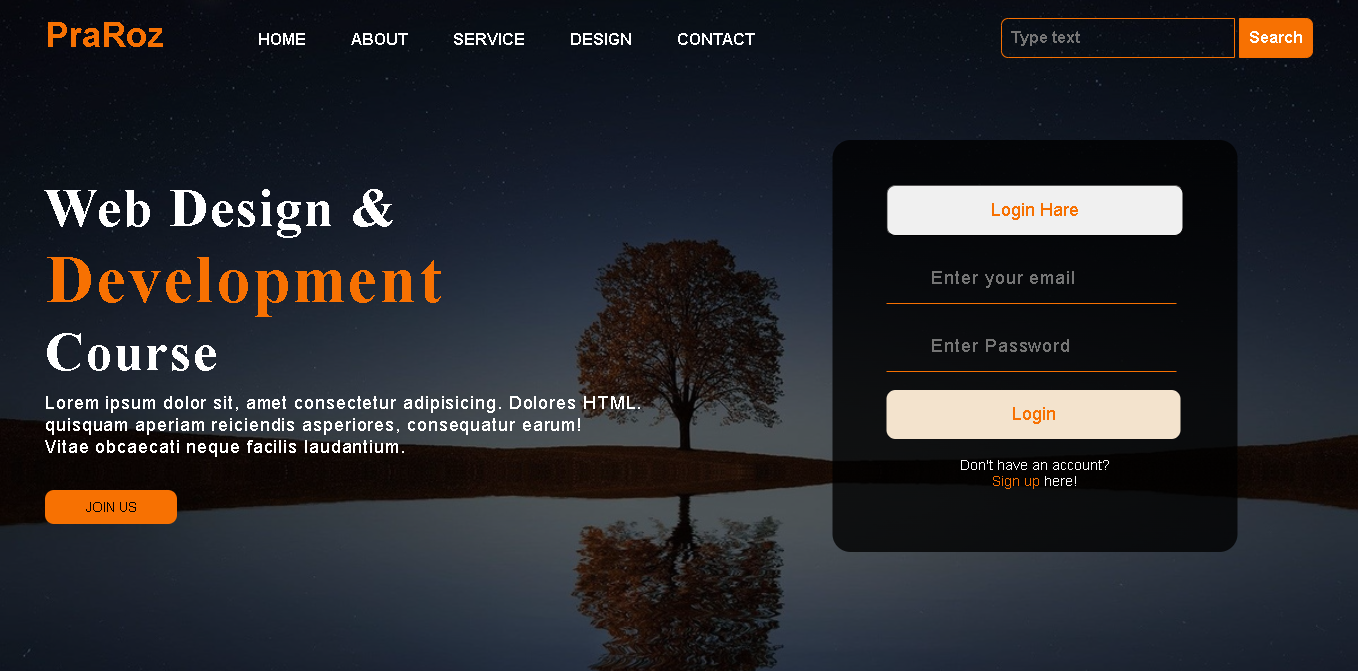 PraRoz
HOME ABOUT SERVICE DESIGN CONTACT
Type text Search
Web Design &
Development
Course
Lorem ipsum dolor sit, amet consectetur adipisicing. Dolores HTML.
quisquam aperiam reiciendis asperiores, consequatur earum!
Vitae obcaecati neque facilis laudantium.
JOIN US
Login Hare
Enter your email
Enter Password
Login
Don't have an account?
Sign up here!